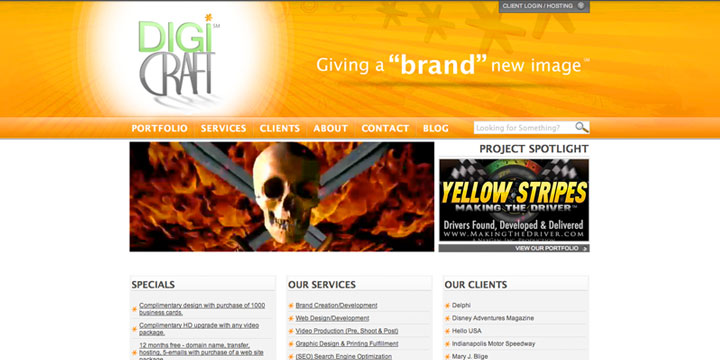 CLIENT LOGIN / HOSTING
DIGI
CRAFT
SM
Giving a “brand” new image
PORTFOLIO SERVICES CLIENTS ABOUT CONTACT BLOG
Looking for Something?
PROJECT SPOTLIGHT
YELLOW STRIPES
MAKING THE DRIVER
Drivers Found, Developed & Delivered
WWW.MAKINGTHEDRIVER.COM
VIEW OUR PORTFOLIO
SPECIALS
Complimentary design with purchase of 1000
business cards.
Complimentary HD upgrade with any video
package.
12 months free - domain name, transfer,
hosting, 5-emails with purchase of a web site
OUR SERVICES
Brand Creation/Development
Web Design/Development
Video Production (Pre, Shoot & Post)
Graphic Design & Printing Fulfillment
(SEO) Search Engine Optimization
OUR CLIENTS
Delphi
Disney Adventures Magazine
Hello USA
Indianapolis Motor Speedway
Mary J. Blige